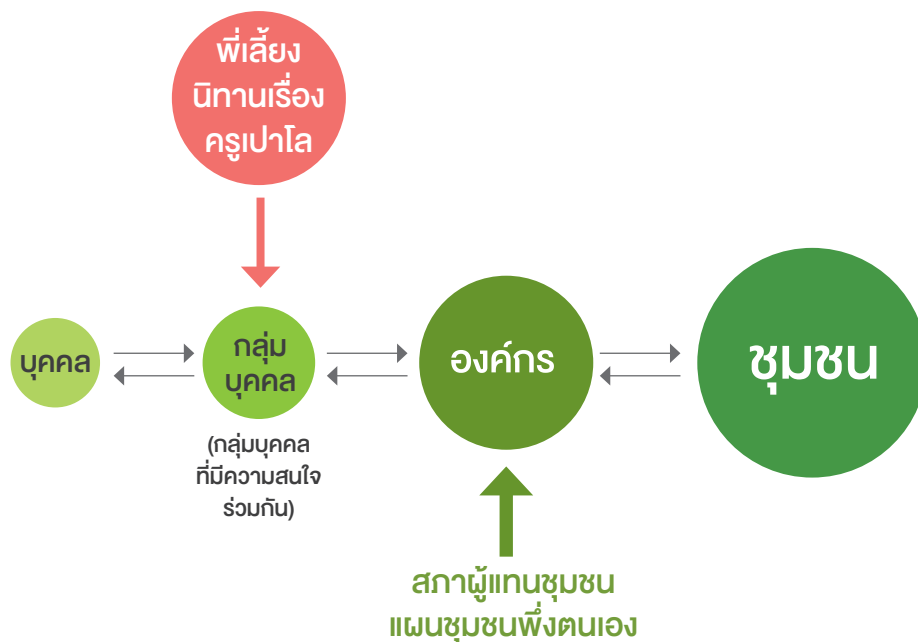 พี่เลี้ยง
นิทานเรื่อง
ครูเปาโล
บุคคล
กลุ่ม
บุคคล
(กลุ่มบุคคล
ที่มีความสนใจ
ร่วมกัน)
องค์กร
ชุมชน
สภาผู้แทนชุมชน
แผนชุมชนพึ่งตนเอง